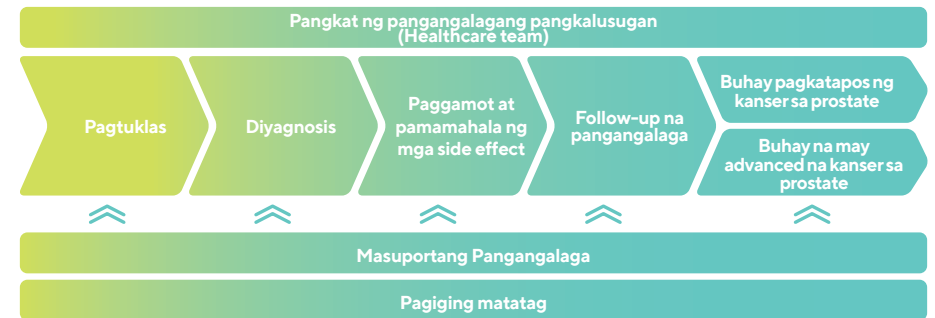 Pangkat ng pangangalagang pangkalusugan
(Healthcare team)
Pagtuklas
Diyagnosis
Paggamot at
pamamahala ng
mga side effect
Follow-up na
pangangalaga
Buhay pagkatapos ng
kanser sa prostate
Buhay na may
advanced na kanser sa
prostate
Masuportang Pangangalaga
Pagiging matatag